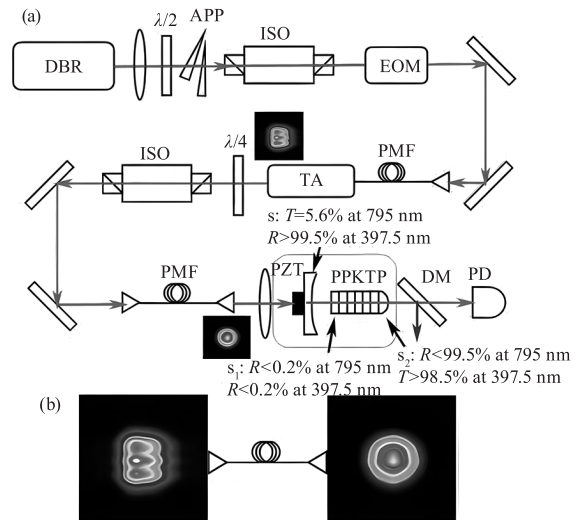 (a)
λ/2
APP
ISO
DBR
EOM
ISO
λ/4
PMF
TA
s: T=5.6% at 795 nm
R>99.5% at 397.5 nm
PMF
PZT
PPKTP
DM
PD
s₁: R<0.2% at 795 nm
R<0.2% at 397.5 nm
s₂: R<99.5% at 795 nm
T>98.5% at 397.5 nm
(b)